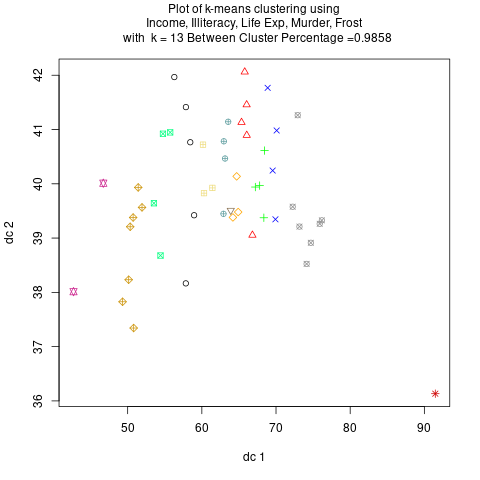 Plot of k-means clustering using
Income, Illiteracy, Life Exp, Murder, Frost
with k = 13 Between Cluster Percentage =0.9858
42
41
40
39
38
37
36
dc 2
50
60
70
80
90
dc 1